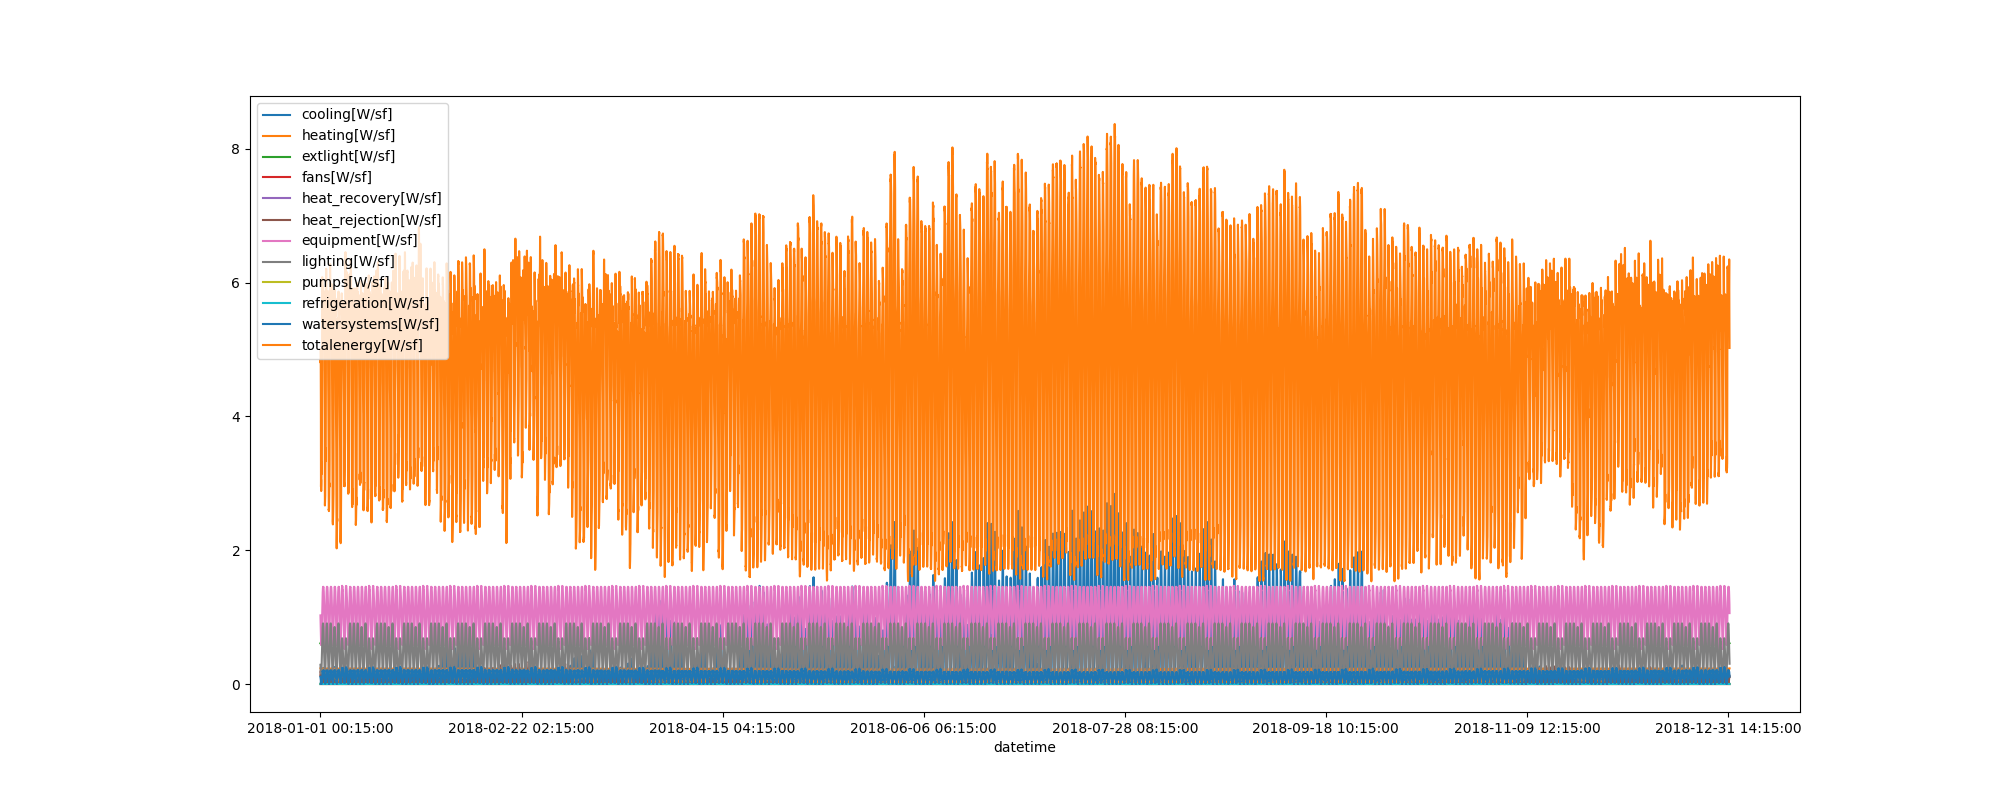 cooling[W/sf]
heating[W/sf]
extlight[W/sf]
fans[W/sf]
heat_recovery[W/sf]
heat_rejection[W/sf]
equipment[W/sf]
lighting[W/sf]
pumps[W/sf]
refrigeration[W/sf]
watersystems[W/sf]
totalenergy[W/sf]
8
6
4
2
0
2018-01-01 00:15:00 2018-02-22 02:15:00 2018-04-15 04:15:00 2018-06-06 06:15:00 2018-07-28 08:15:00 2018-09-18 10:15:00 2018-11-09 12:15:00 2018-12-31 14:15:00
datetime